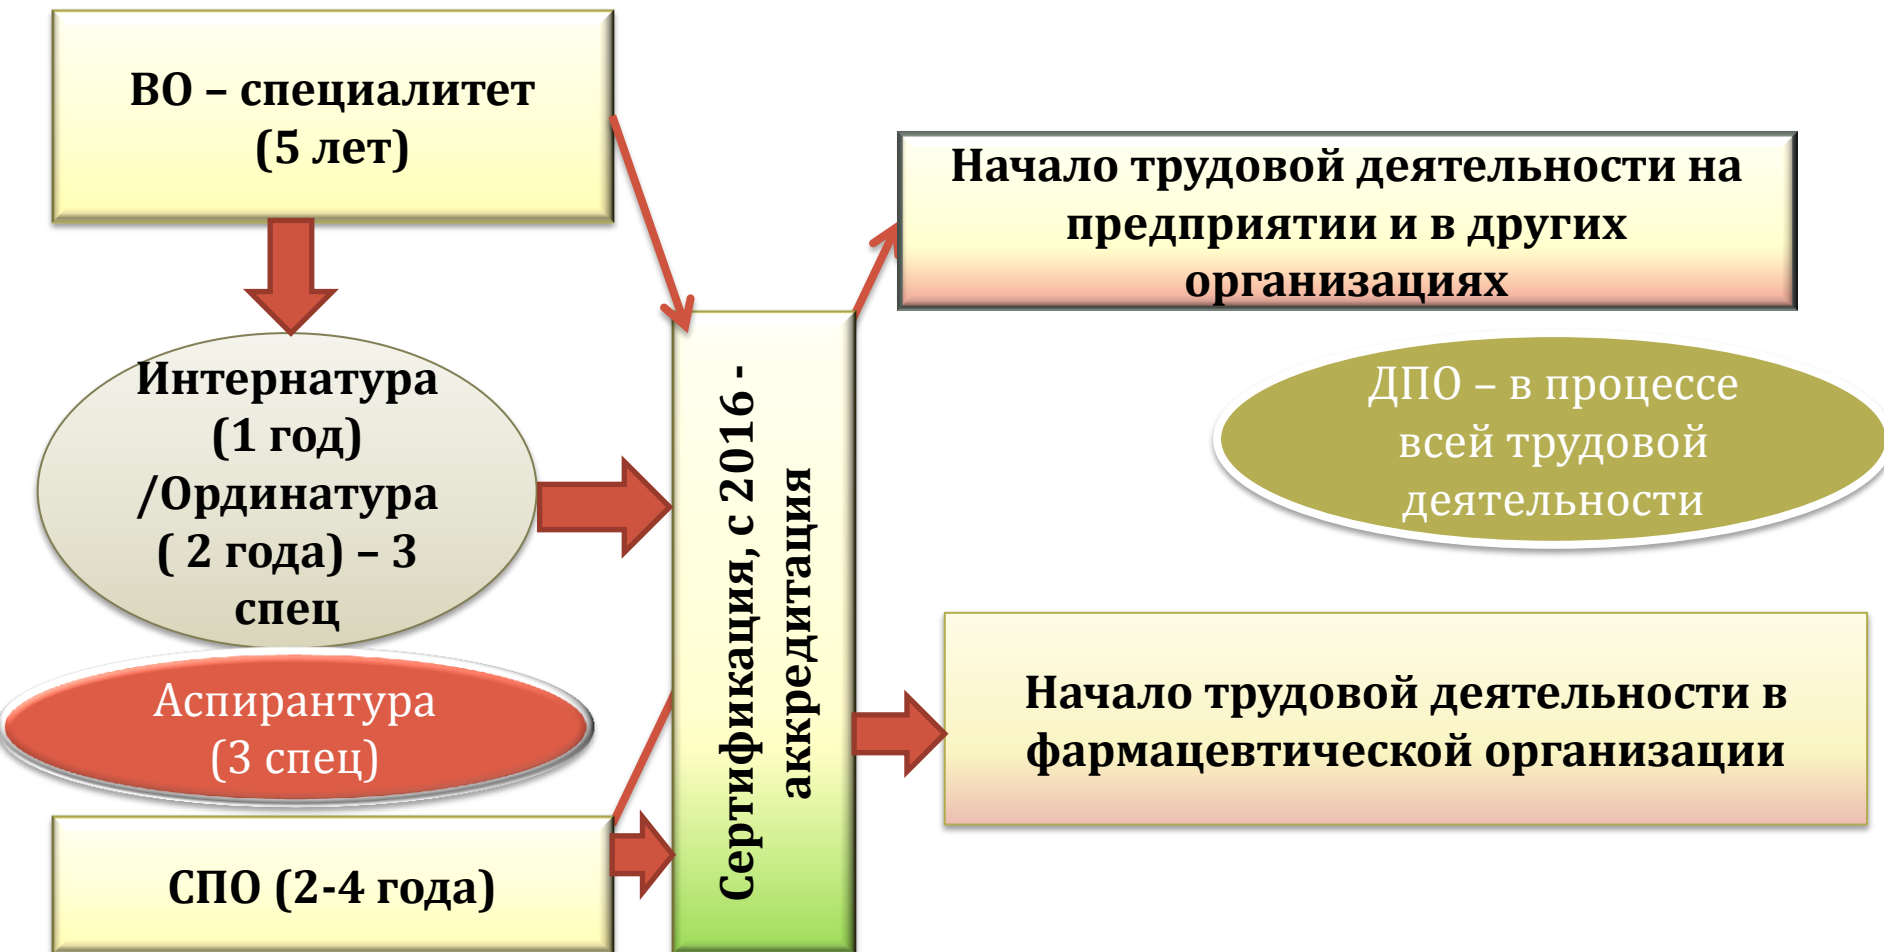 ВО – специалитет
(5 лет)
Интернатура
(1 год)
/Ординатура
( 2 года) – 3
спец
Аспирантура
(3 спец)
СПО (2-4 года)
Сертификация, с 2016 -
аккредитация
Начало трудовой деятельности на
предприятии и в других
организациях
ДПО – в процессе
всей трудовой
деятельности
Начало трудовой деятельности в
фармацевтической организации